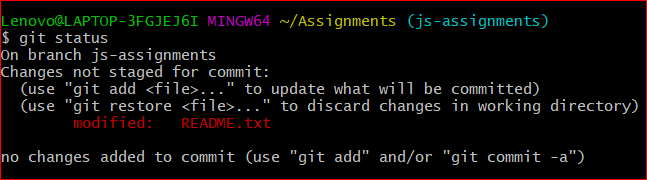 Lenovo@LAPTOP-3FGJEJ6I MINGW64 ~/Assignments (js-assignments)
$ git status
On branch js-assignments
Changes not staged for commit:
  (use "git add <file>..." to update what will be committed)
  (use "git restore <file>..." to discard changes in working directory)
        modified:   README.txt

no changes added to commit (use "git add" and/or "git commit -a")